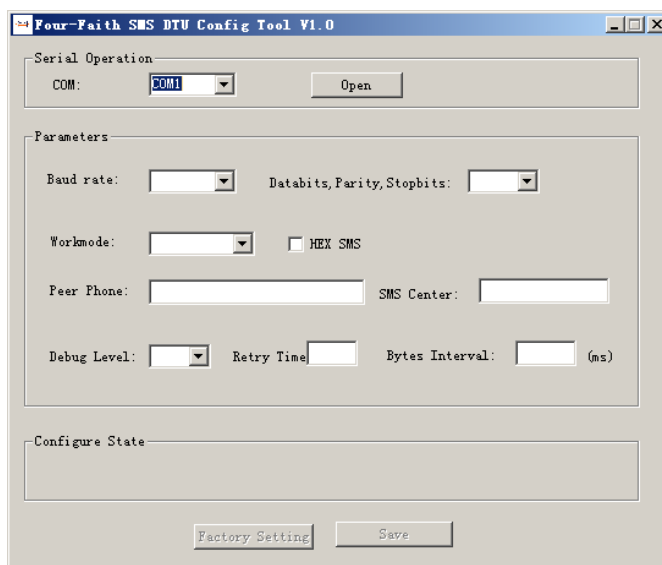 Four-Faith SMS DTU Config Tool V1.0
Serial Operation
COM: COM1 Open
Parameters
Baud rate: Databits,Parity,Stopbits:
Workmode: HEX SMS
Peer Phone: SMS Center:
Debug Level: Retry Time Bytes Interval: (ms)
Configure State
Factory Setting Save